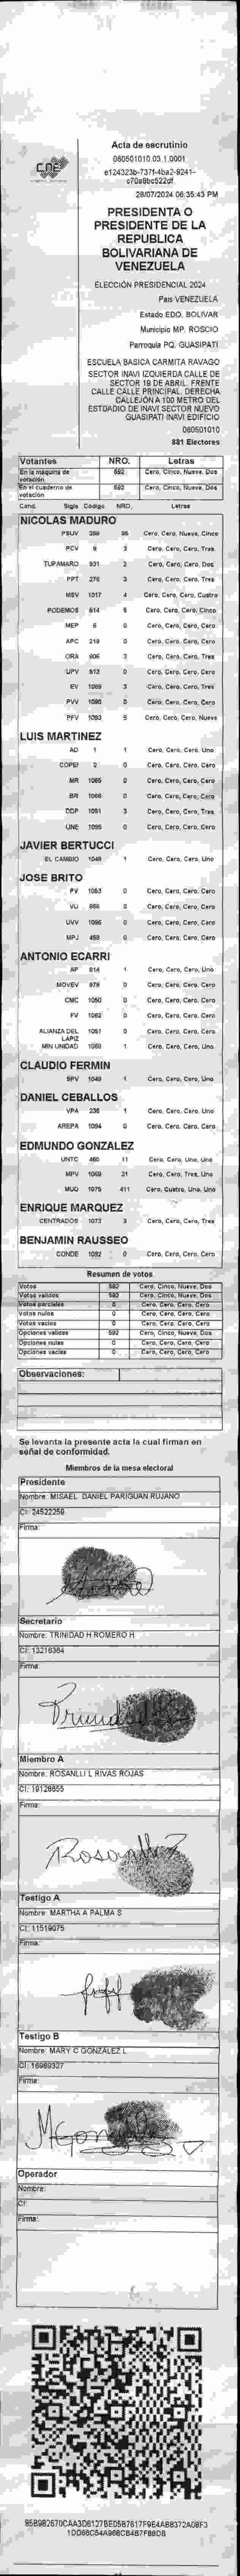 CNE
Acta de escrutinio
060501010.03.1.0001
e124323b-737f-4ba2-9241-
c70a9bc522df
28/07/2024 06:35:43 PM
PRESIDENTA O
PRESIDENTE DE LA
REPUBLICA
BOLIVARIANA DE
VENEZUELA
ELECCIÓN PRESIDENCIAL 2024
País VENEZUELA
Estado EDO. BOLIVAR
Municipio MP. ROSCIO
Parroquia PQ. GUASIPATI
ESCUELA BASICA CARMITA RAVAGO
SECTOR INAVI IZQUIERDA CALLE DE
SECTOR 19 DE ABRIL. FRENTE
CALLE CALLE PRINCIPAL. DERECHA
CALLEJÓN A 100 METRO DEL
ESTADIO DE INAVI SECTOR NUEVO
GUASIPATI INAVI EDIFICIO
060501010
881 Electores
Votantes NRO. Letras
En la máquina de votación 592 Cero, Cinco, Nueve, Dos
En el cuaderno de votación 592 Cero, Cinco, Nueve, Dos
Cand. Sigla Código NRO. Letras
NICOLAS MADURO
PSUV 268 95 Cero, Cero, Nueve, Cinco
PCV 9 3 Cero, Cero, Cero, Tres
TUPAMARO 931 2 Cero, Cero, Cero, Dos
PPT 276 3 Cero, Cero, Cero, Tres
MSV 1017 4 Cero, Cero, Cero, Cuatro
PODEMOS 614 5 Cero, Cero, Cero, Cinco
MEP 6 0 Cero, Cero, Cero, Cero
APC 219 0 Cero, Cero, Cero, Cero
ORA 906 3 Cero, Cero, Cero, Tres
UPV 813 0 Cero, Cero, Cero, Cero
EV 1089 3 Cero, Cero, Cero, Tres
PVV 1090 0 Cero, Cero, Cero, Cero
PFV 1093 9 Cero, Cero, Cero, Nueve
LUIS MARTINEZ
AD 1 1 Cero, Cero, Cero, Uno
COPEI 2 0 Cero, Cero, Cero, Cero
MR 1065 0 Cero, Cero, Cero, Cero
BR 1066 0 Cero, Cero, Cero, Cero
DDP 1091 3 Cero, Cero, Cero, Tres
UNE 1095 0 Cero, Cero, Cero, Cero
JAVIER BERTUCCI
EL CAMBIO 1049 1 Cero, Cero, Cero, Uno
JOSE BRITO
PV 1053 0 Cero, Cero, Cero, Cero
VU 956 0 Cero, Cero, Cero, Cero
UVV 1096 0 Cero, Cero, Cero, Cero
MPJ 458 0 Cero, Cero, Cero, Cero
ANTONIO ECARRI
AP 814 1 Cero, Cero, Cero, Uno
MOVEV 979 0 Cero, Cero, Cero, Cero
CMC 1050 0 Cero, Cero, Cero, Cero
FV 1062 0 Cero, Cero, Cero, Cero
ALIANZA DEL LAPIZ 1051 0 Cero, Cero, Cero, Cero
MIN UNIDAD 1059 1 Cero, Cero, Cero, Uno
CLAUDIO FERMIN
SPV 1040 1 Cero, Cero, Cero, Uno
DANIEL CEBALLOS
VPA 236 1 Cero, Cero, Cero, Uno
AREPA 1094 0 Cero, Cero, Cero, Cero
EDMUNDO GONZALEZ
UNTC 460 11 Cero, Cero, Uno, Uno
MPV 1069 31 Cero, Cero, Tres, Uno
MUD 1075 411 Cero, Cuatro, Uno, Uno
ENRIQUE MARQUEZ
CENTRADOS 1073 3 Cero, Cero, Cero, Tres
BENJAMIN RAUSSEO
CONDE 1092 0 Cero, Cero, Cero, Cero
Resumen de votos
Votos 592 Cero, Cinco, Nueve, Dos
Votos validos 592 Cero, Cinco, Nueve, Dos
Votos parciales 0 Cero, Cero, Cero, Cero
Votos nulos 0 Cero, Cero, Cero, Cero
Votos vacios 0 Cero, Cero, Cero, Cero
Opciones validas 592 Cero, Cinco, Nueve, Dos
Opciones nulas 0 Cero, Cero, Cero, Cero
Opciones vacias 0 Cero, Cero, Cero, Cero
Observaciones:
Se levanta la presente acta la cual firman en
señal de conformidad.
Miembros de la mesa electoral
Presidente
Nombre: MISAEL DANIEL PARIGUAN RUJANO
CI: 24522259
Firma:
Secretario
Nombre: TRINIDAD H ROMERO H
CI: 13216364
Firma:
Miembro A
Nombre: ROSANLLI L RIVAS ROJAS
CI: 19128655
Firma:
Testigo A
Nombre: MARTHA A PALMA S
CI: 11519075
Firma:
Testigo B
Nombre: MARY C GONZALEZ L
CI: 16989327
Firma:
Operador
Nombre:
CI:
Firma: